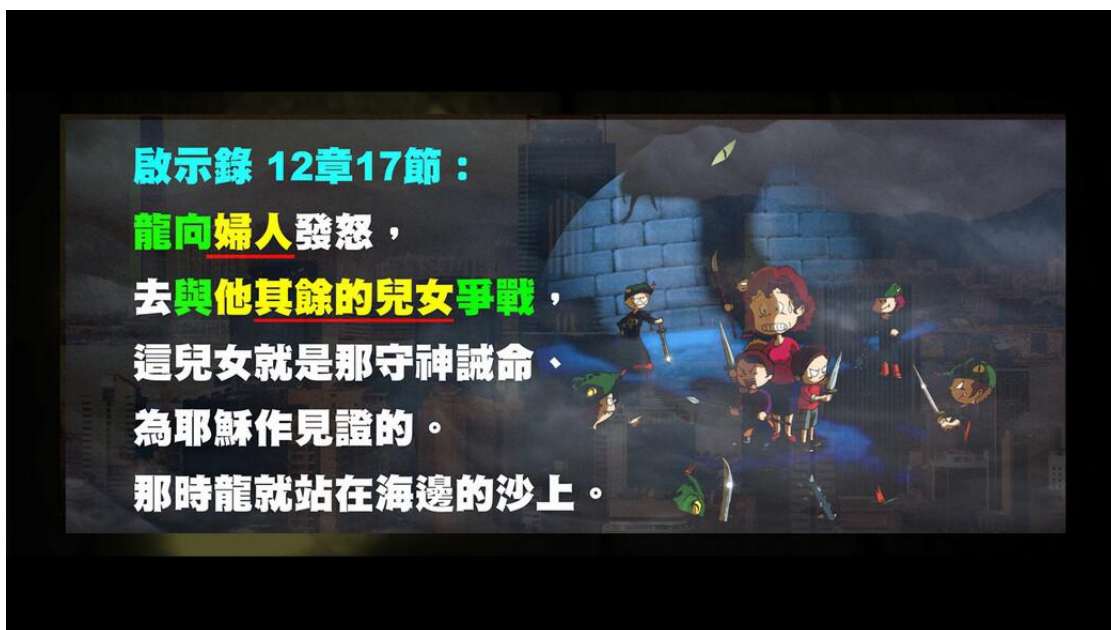 啟示錄 12章17節：
龍向婦人發怒，
去與他其餘的兒女爭戰，
這兒女就是那守神誡命、
為耶穌作見證的。
那時龍就站在海邊的沙上。